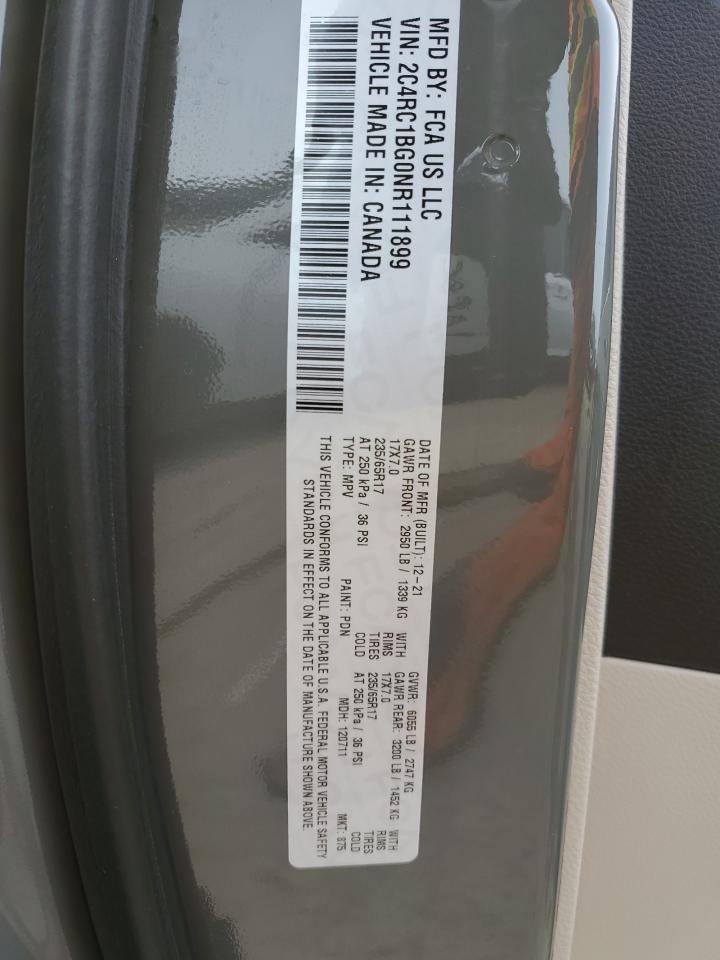 MFD BY: FCA US LLC
VIN: 2C4RC1BG0NR111899
VEHICLE MADE IN: CANADA
DATE OF MFR (BUILT): 12-21 GVWR: 6055 LB / 2747 KG
GAWR FRONT: 2950 LB / 1339 KG WITH GAWR REAR: 3200 LB / 1452 KG WITH
17X7.0 RIMS 17X7.0 RIMS
235/65R17 TIRES 235/65R17 TIRES
AT 250 kPa / 36 PSI COLD AT 250 kPa / 36 PSI COLD
TYPE: MPV PAINT: PDN MDH: 120711 MKT: 875
THIS VEHICLE CONFORMS TO ALL APPLICABLE U.S.A. FEDERAL MOTOR VEHICLE SAFETY
STANDARDS IN EFFECT ON THE DATE OF MANUFACTURE SHOWN ABOVE.